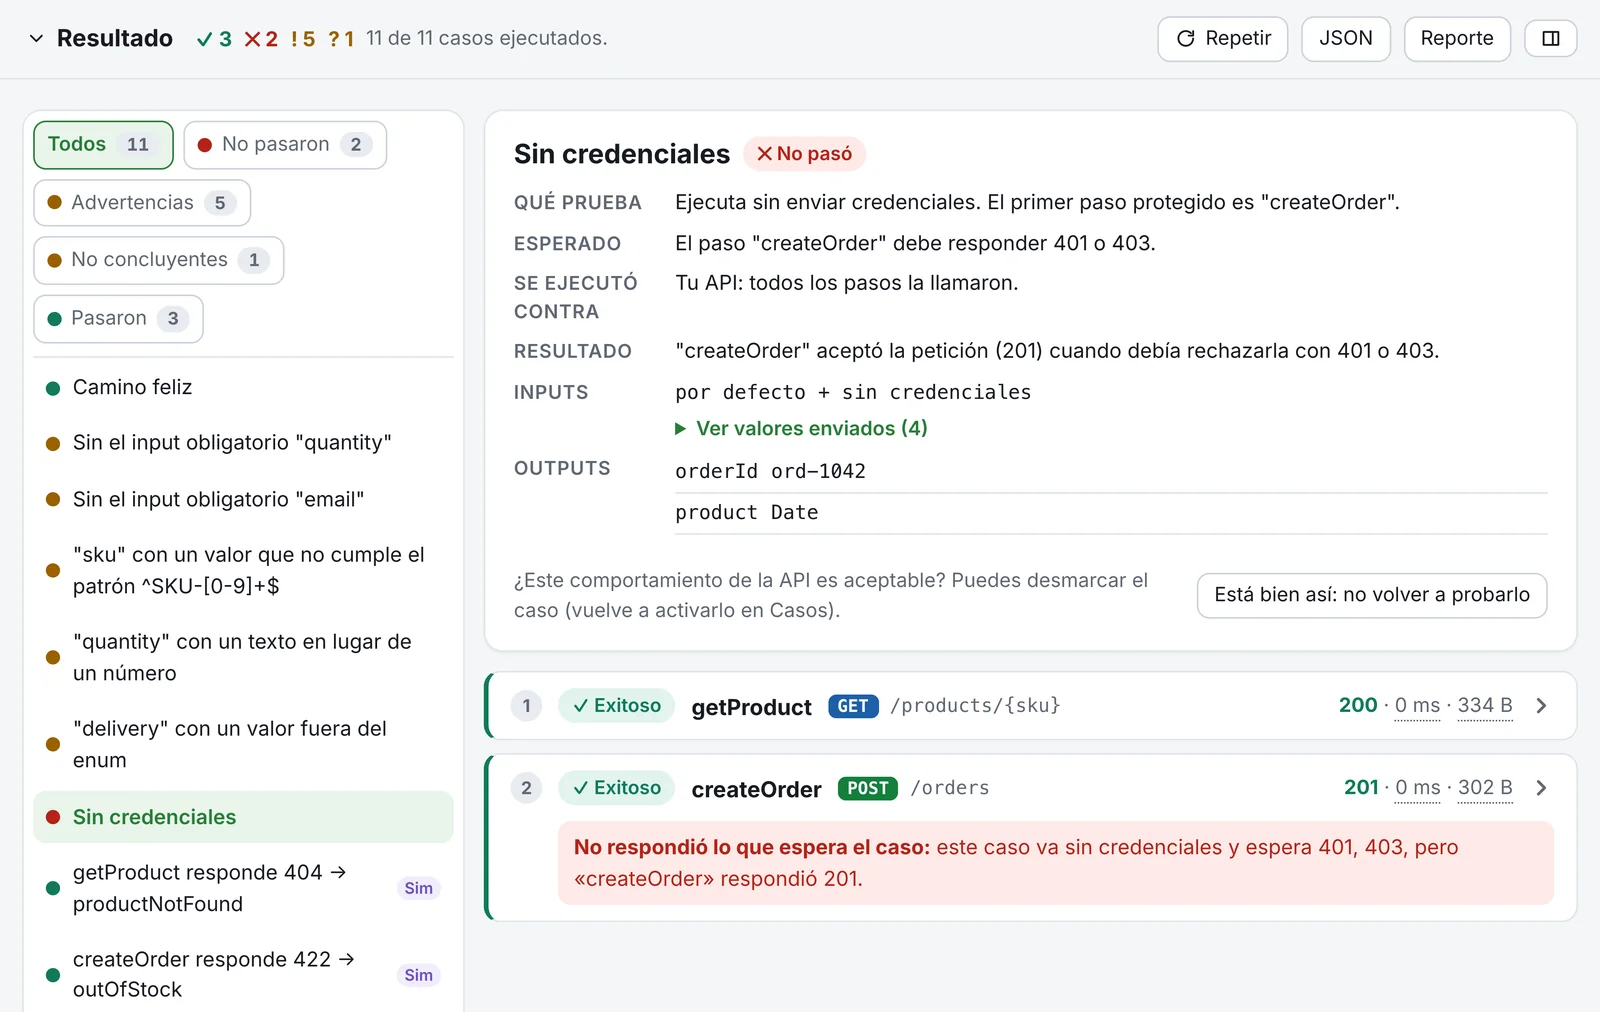 Resultado ✓ 3 ✕ 2 ! 5 ? 1 11 de 11 casos ejecutados.
Repetir JSON Reporte
Todos 11 No pasaron 2
Advertencias 5
No concluyentes 1
Pasaron 3
Camino feliz
Sin el input obligatorio "quantity"
Sin el input obligatorio "email"
"sku" con un valor que no cumple el
patrón ^SKU-[0-9]+$
"quantity" con un texto en lugar de
un número
"delivery" con un valor fuera del
enum
Sin credenciales
getProduct responde 404 →
productNotFound
Sim
createOrder responde 422 →
outOfStock
Sim
Sin credenciales ✕ No pasó
QUÉ PRUEBA Ejecuta sin enviar credenciales. El primer paso protegido es "createOrder".
ESPERADO El paso "createOrder" debe responder 401 o 403.
SE EJECUTÓ
CONTRA
Tu API: todos los pasos la llamaron.
RESULTADO "createOrder" aceptó la petición (201) cuando debía rechazarla con 401 o 403.
INPUTS por defecto + sin credenciales
▶ Ver valores enviados (4)
OUTPUTS orderId ord-1042
product Date
¿Este comportamiento de la API es aceptable? Puedes desmarcar el
caso (vuelve a activarlo en Casos).
Está bien así: no volver a probarlo
1 ✓ Exitoso getProduct GET /products/{sku} 200 · 0 ms · 334 B
2 ✓ Exitoso createOrder POST /orders 201 · 0 ms · 302 B
No respondió lo que espera el caso: este caso va sin credenciales y espera 401, 403, pero
«createOrder» respondió 201.